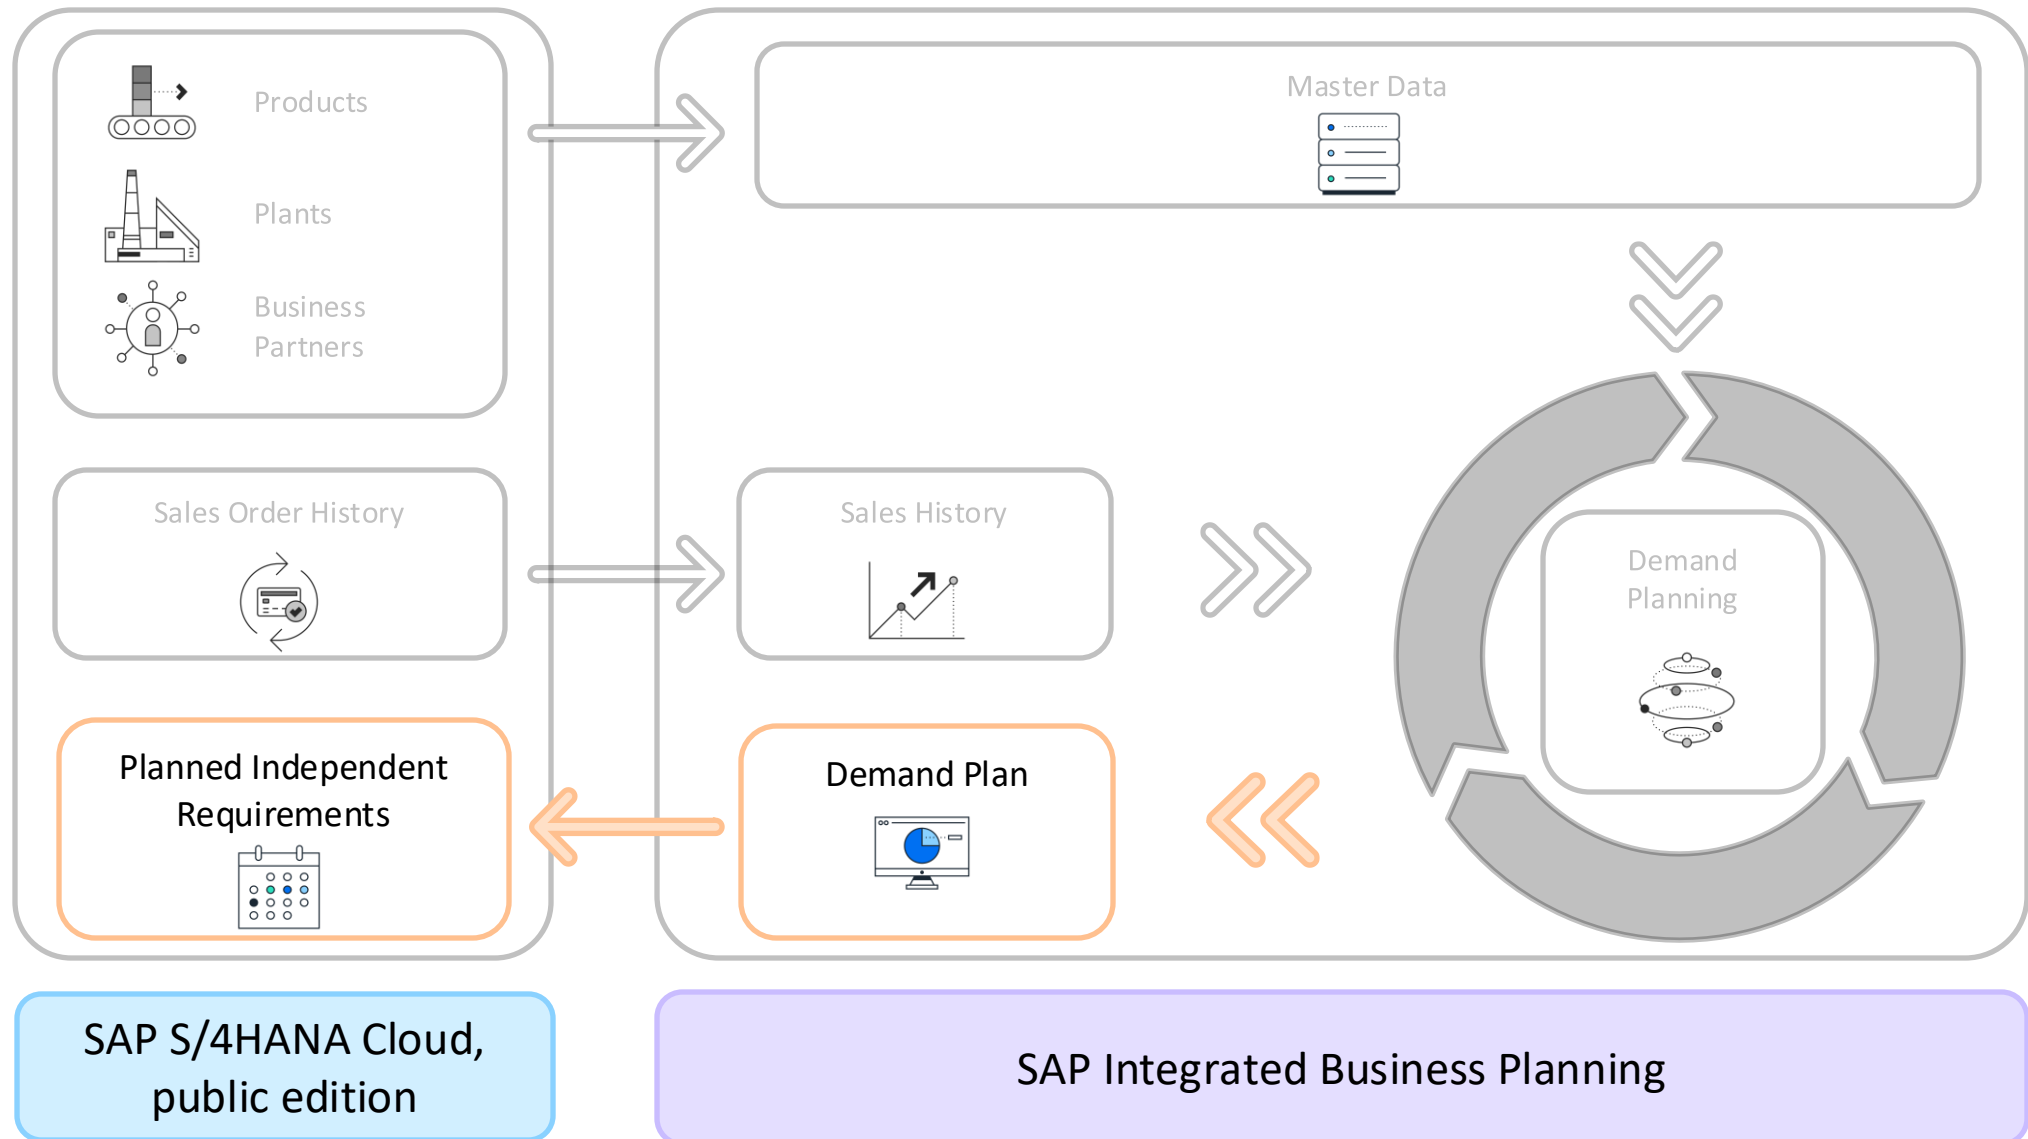 Products
Plants
Business
Partners
Master Data
Sales Order History
Sales History
Demand
Planning
Planned Independent
Requirements
Demand Plan
SAP S/4HANA Cloud,
public edition
SAP Integrated Business Planning